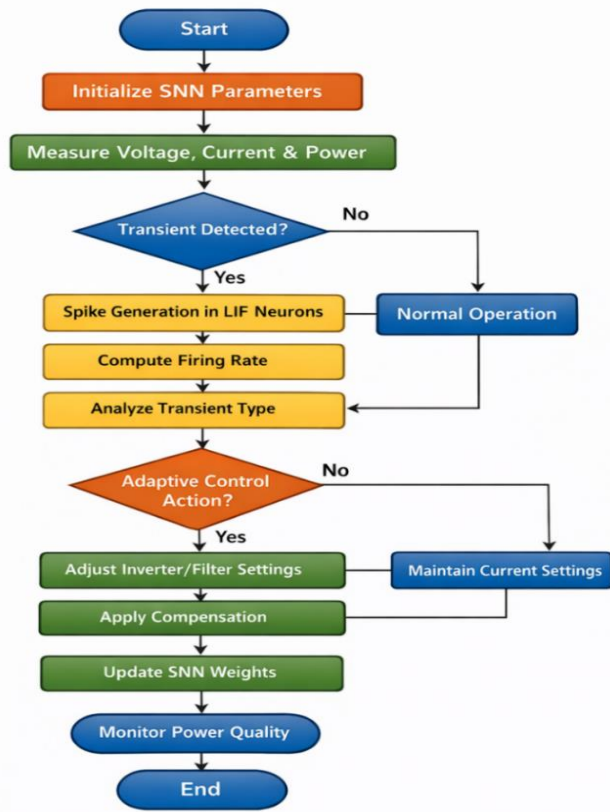 Start
Initialize SNN Parameters
Measure Voltage, Current & Power
Transient Detected?
No
Yes
Spike Generation in LIF Neurons
Normal Operation
Compute Firing Rate
Analyze Transient Type
Adaptive Control
Action?
No
Yes
Adjust Inverter/Filter Settings
Maintain Current Settings
Apply Compensation
Update SNN Weights
Monitor Power Quality
End